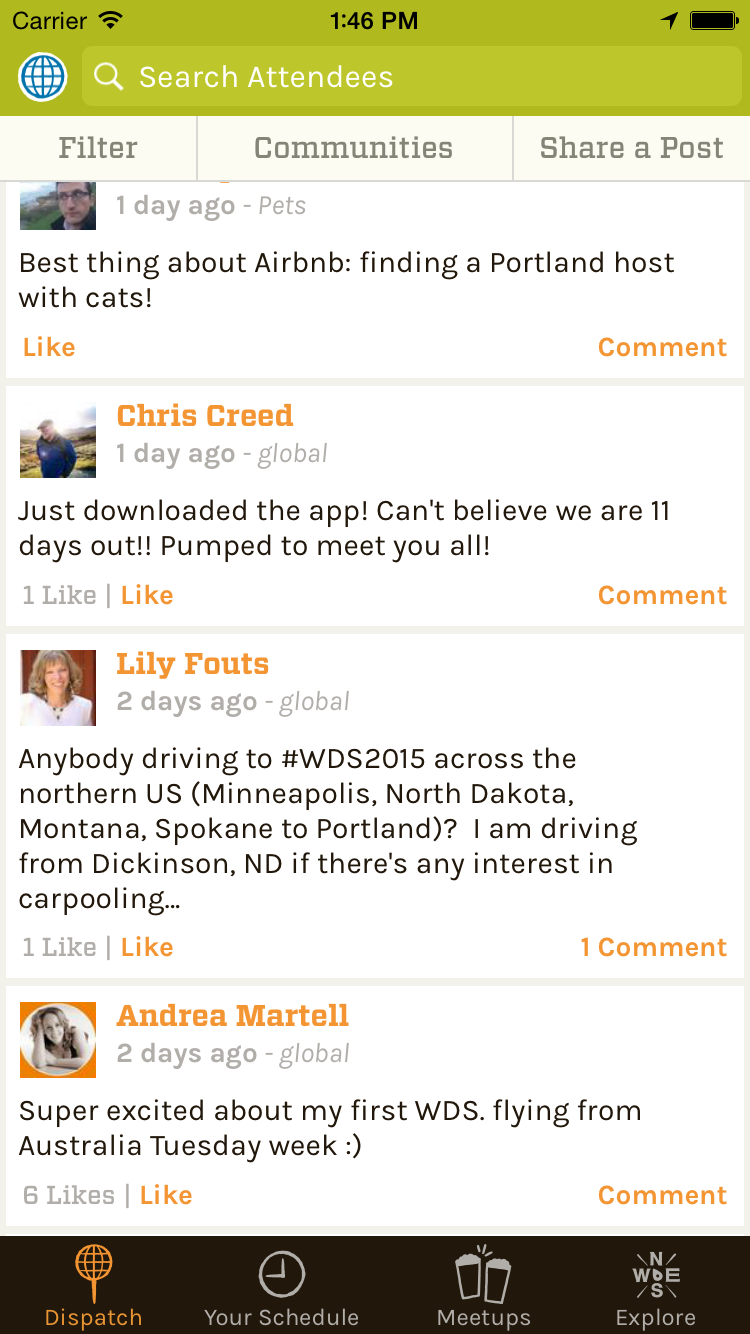 Carrier 1:46 PM
Search Attendees
Filter Communities Share a Post
1 day ago - Pets
Best thing about Airbnb: finding a Portland host
with cats!
Like Comment
Chris Creed
1 day ago - global
Just downloaded the app! Can't believe we are 11
days out!! Pumped to meet you all!
1 Like | Like Comment
Lily Fouts
2 days ago - global
Anybody driving to #WDS2015 across the
northern US (Minneapolis, North Dakota,
Montana, Spokane to Portland)?  I am driving
from Dickinson, ND if there's any interest in
carpooling...
1 Like | Like 1 Comment
Andrea Martell
2 days ago - global
Super excited about my first WDS. flying from
Australia Tuesday week :)
6 Likes | Like Comment
N
W D E
S
Dispatch Your Schedule Meetups Explore